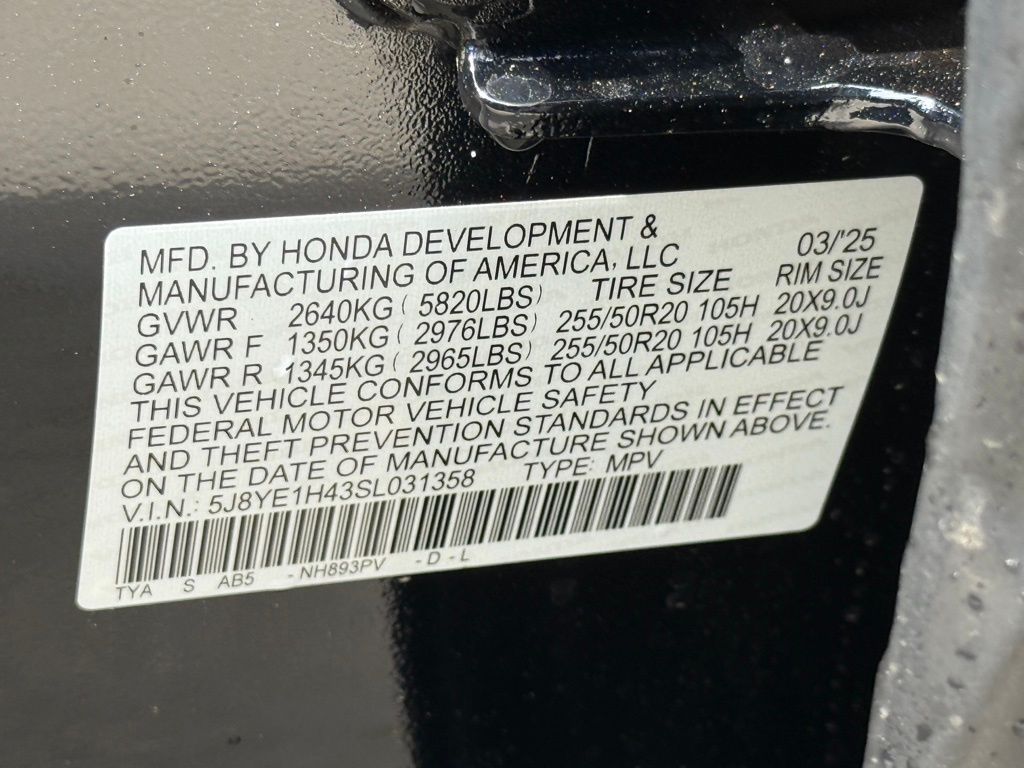 MFD. BY HONDA DEVELOPMENT & 03/'25
MANUFACTURING OF AMERICA, LLC
GVWR 2640KG ( 5820LBS) TIRE SIZE RIM SIZE
GAWR F 1350KG ( 2976LBS) 255/50R20 105H 20X9.0J
GAWR R 1345KG ( 2965LBS) 255/50R20 105H 20X9.0J
THIS VEHICLE CONFORMS TO ALL APPLICABLE
FEDERAL MOTOR VEHICLE SAFETY
AND THEFT PREVENTION STANDARDS IN EFFECT
ON THE DATE OF MANUFACTURE SHOWN ABOVE.
V.I.N.: 5J8YE1H43SL031358 TYPE: MPV
TYA S AB5 - NH893PV - D - L